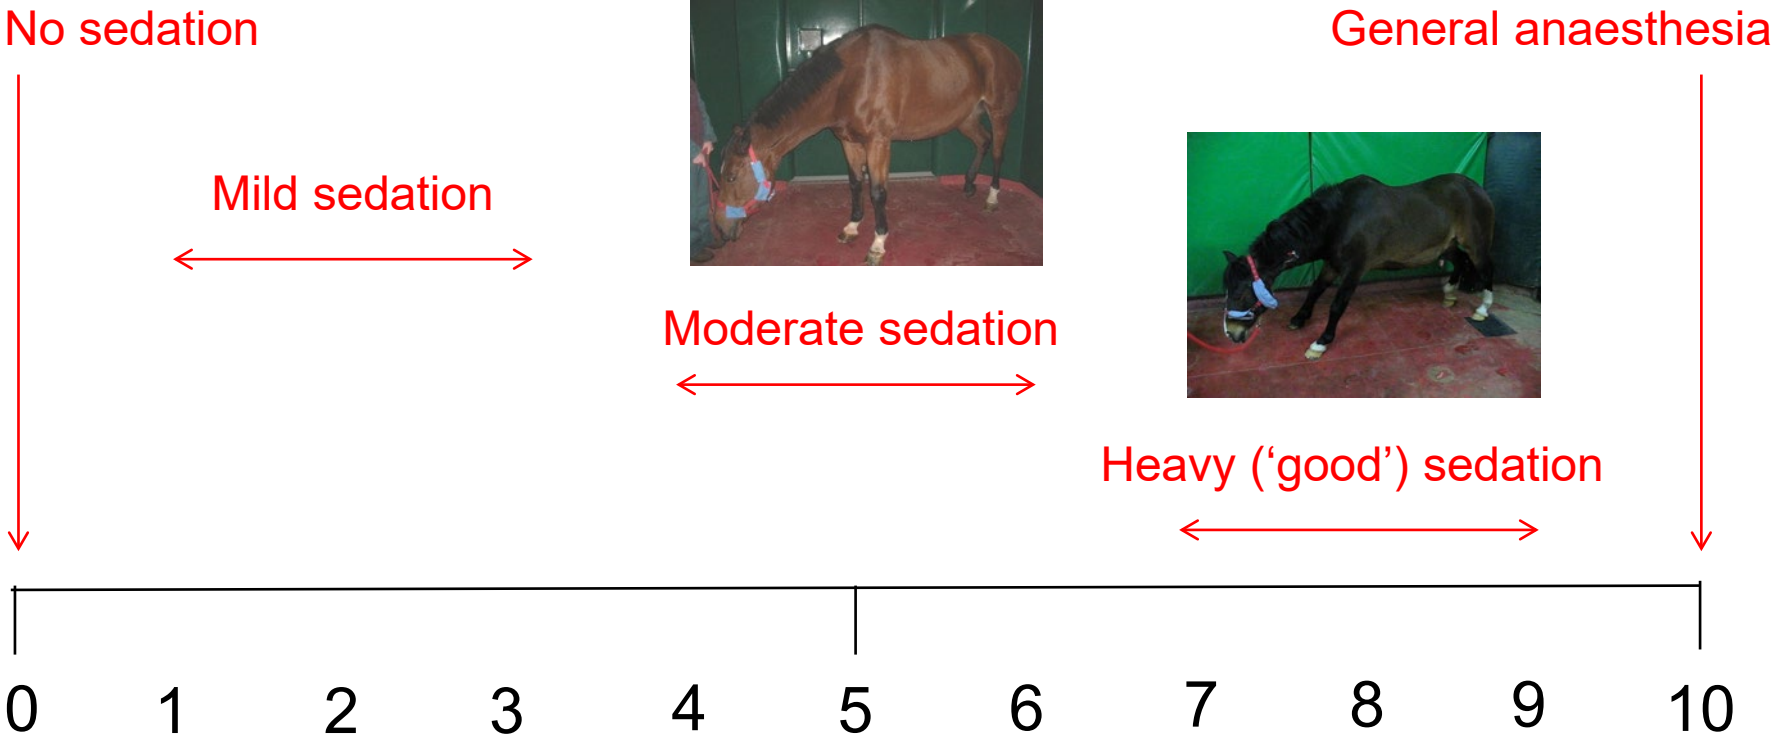 No sedation
General anaesthesia
Mild sedation
Moderate sedation
Heavy (‘good’) sedation
0 1 2 3 4 5 6 7 8 9 10